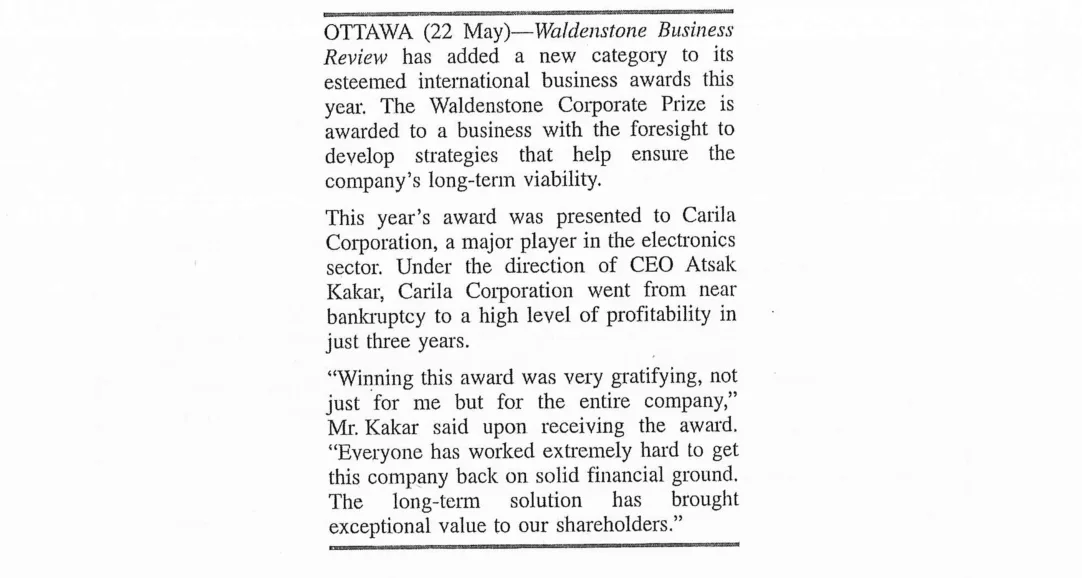 OTTAWA (22 May)—Waldenstone Business
Review has added a new category to its
esteemed international business awards this
year. The Waldenstone Corporate Prize is
awarded to a business with the foresight to
develop strategies that help ensure the
company's long-term viability.
This year's award was presented to Carila
Corporation, a major player in the electronics
sector. Under the direction of CEO Atsak
Kakar, Carila Corporation went from near
bankruptcy to a high level of profitability in
just three years.
“Winning this award was very gratifying, not
just for me but for the entire company,”
Mr. Kakar said upon receiving the award.
“Everyone has worked extremely hard to get
this company back on solid financial ground.
The long-term solution has brought
exceptional value to our shareholders.”